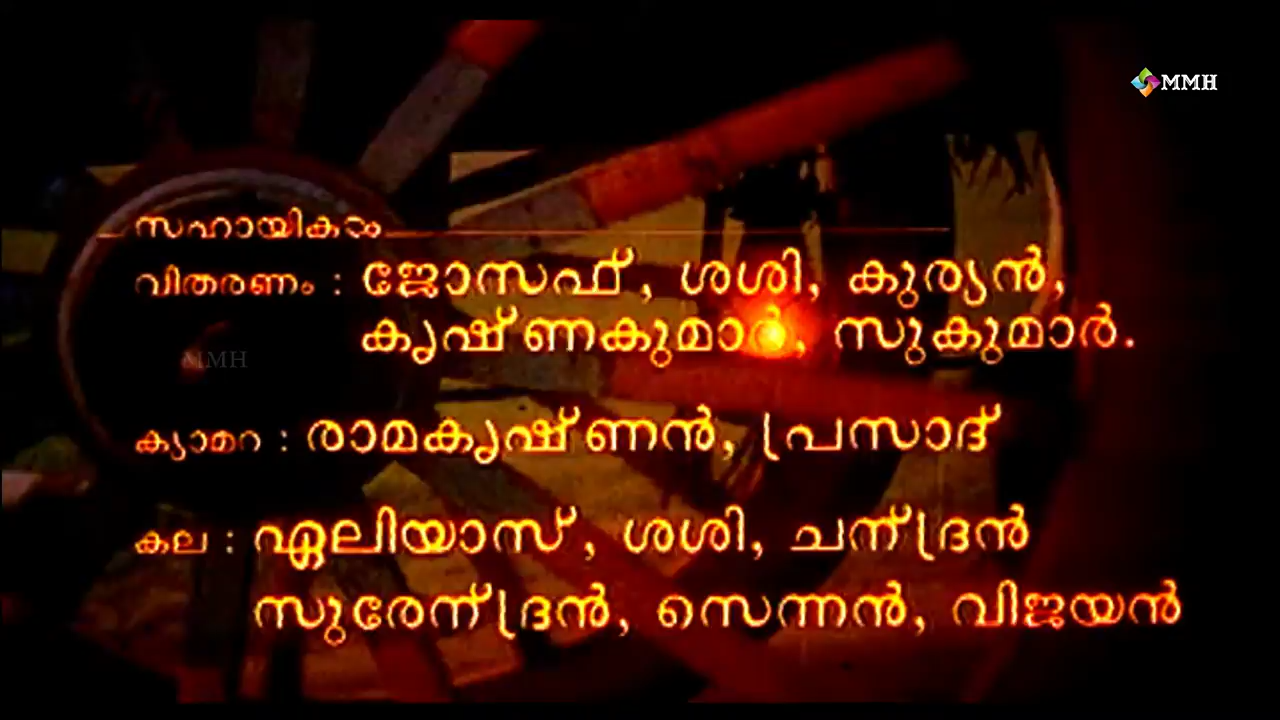 MMH
സഹായികൾ
വിതരണം : ജോസഫ്, ശശി, കുര്യൻ,
കൃഷ്ണകുമാർ, സുകുമാർ.
MMH
ക്യാമറ : രാമകൃഷ്ണൻ, പ്രസാദ്
കല : ഏലിയാസ്, ശശി, ചന്ദ്രൻ
സുരേന്ദ്രൻ, സെന്നൻ, വിജയൻ